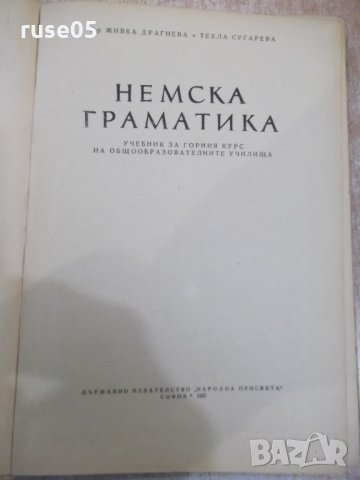 ruse05
ЖИВКА ДРАГНЕВА * ТЕКЛА СУГАРЕВА
НЕМСКА
ГРАМАТИКА
УЧЕБНИК ЗА ГОРНИЯ КУРС
НА ОБЩООБРАЗОВАТЕЛНИТЕ УЧИЛИЩА
ДЪРЖАВНО ИЗДАТЕЛСТВО „НАРОДНА ПРОСВЕТА“
СОФИЯ * 1957
BAZAR